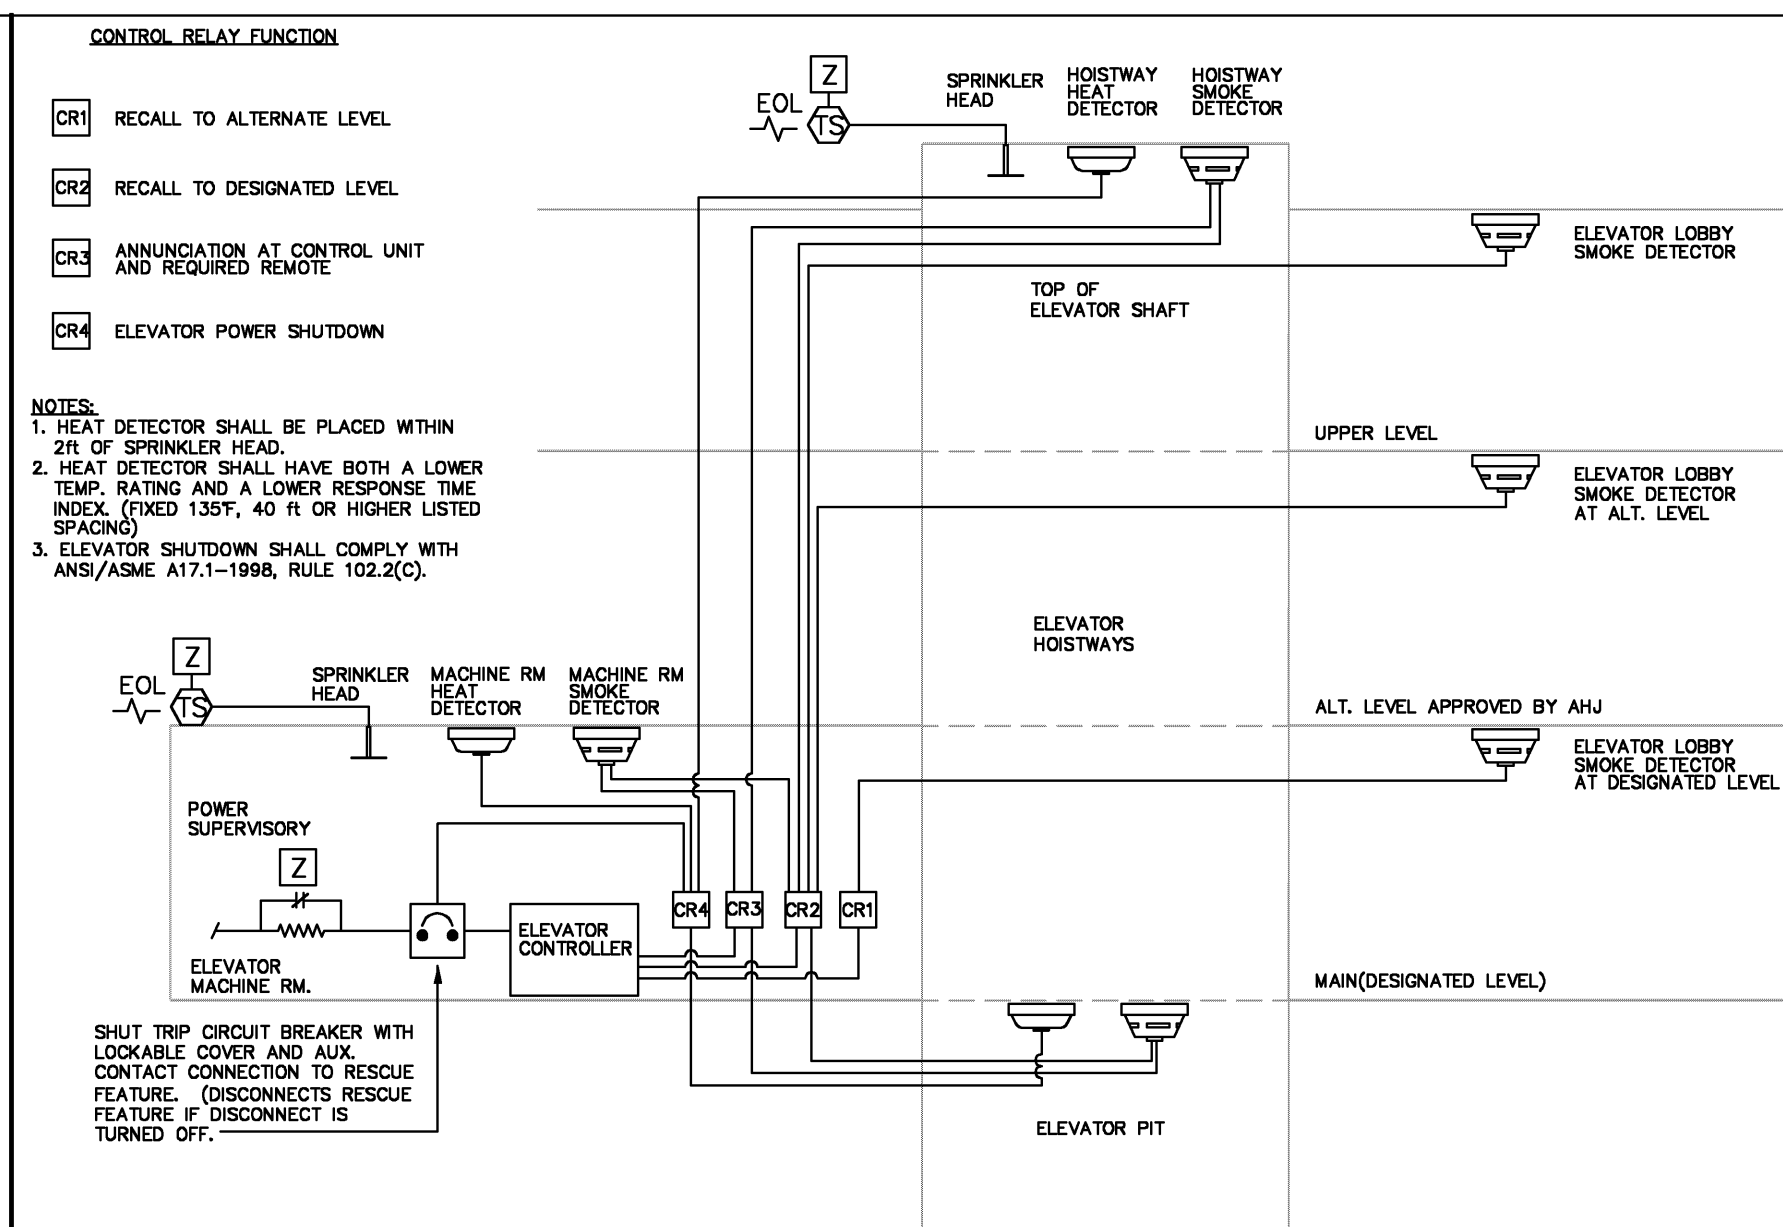 CONTROL RELAY FUNCTION
CR1 RECALL TO ALTERNATE LEVEL
CR2 RECALL TO DESIGNATED LEVEL
CR3 ANNUNCIATION AT CONTROL UNIT
AND REQUIRED REMOTE
CR4 ELEVATOR POWER SHUTDOWN
NOTES:
1. HEAT DETECTOR SHALL BE PLACED WITHIN
2ft OF SPRINKLER HEAD.
2. HEAT DETECTOR SHALL HAVE BOTH A LOWER
TEMP. RATING AND A LOWER RESPONSE TIME
INDEX. (FIXED 135°F, 40 ft OR HIGHER LISTED
SPACING)
3. ELEVATOR SHUTDOWN SHALL COMPLY WITH
ANSI/ASME A17.1-1998, RULE 102.2(C).
Z
EOL
TS
SPRINKLER
HEAD
HOISTWAY
HEAT
DETECTOR
HOISTWAY
SMOKE
DETECTOR
ELEVATOR LOBBY
SMOKE DETECTOR
TOP OF
ELEVATOR SHAFT
UPPER LEVEL
ELEVATOR LOBBY
SMOKE DETECTOR
AT ALT. LEVEL
ELEVATOR
HOISTWAYS
Z
EOL
TS
SPRINKLER
HEAD
MACHINE RM
HEAT
DETECTOR
MACHINE RM
SMOKE
DETECTOR
ALT. LEVEL APPROVED BY AHJ
ELEVATOR LOBBY
SMOKE DETECTOR
AT DESIGNATED LEVEL
POWER
SUPERVISORY
Z
ELEVATOR
CONTROLLER
CR4
CR3
CR2
CR1
ELEVATOR
MACHINE RM.
MAIN(DESIGNATED LEVEL)
SHUT TRIP CIRCUIT BREAKER WITH
LOCKABLE COVER AND AUX.
CONTACT CONNECTION TO RESCUE
FEATURE. (DISCONNECTS RESCUE
FEATURE IF DISCONNECT IS
TURNED OFF.
ELEVATOR PIT